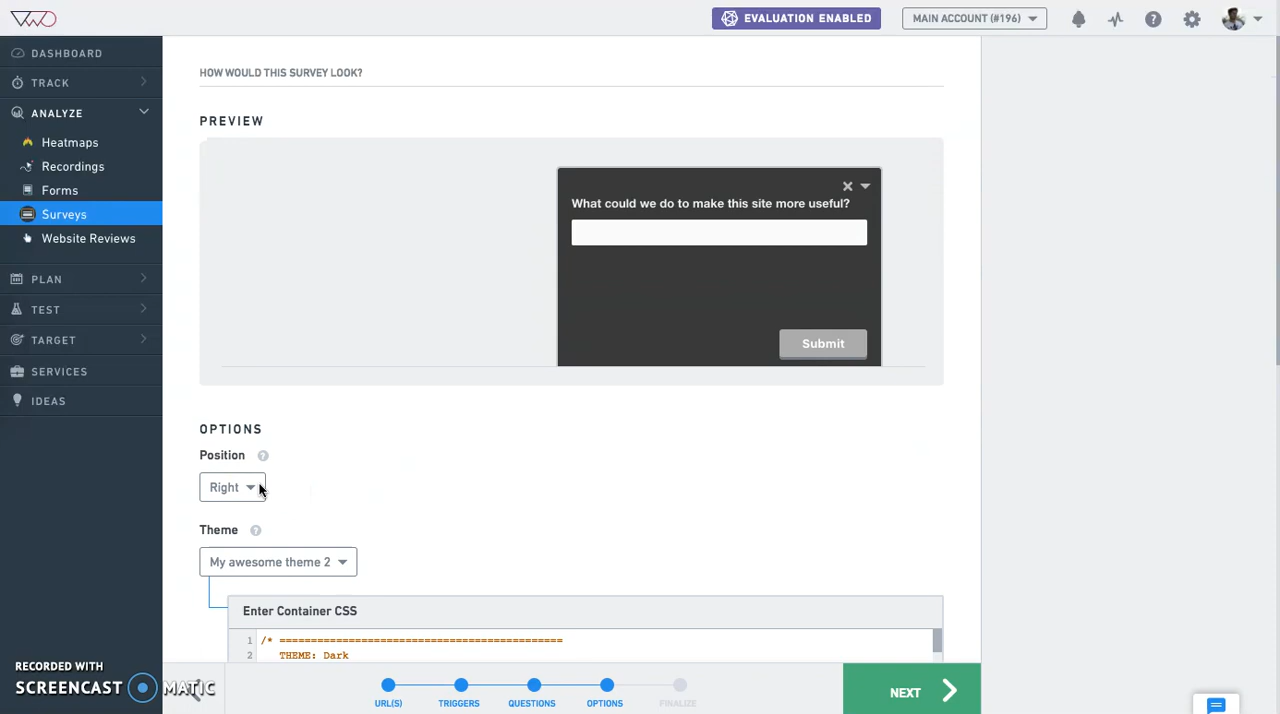 VWO
EVALUATION ENABLED
MAIN ACCOUNT (#196)
DASHBOARD
TRACK
ANALYZE
Heatmaps
Recordings
Forms
Surveys
Website Reviews
PLAN
TEST
TARGET
SERVICES
IDEAS
HOW WOULD THIS SURVEY LOOK?
PREVIEW
What could we do to make this site more useful?
Submit
OPTIONS
Position ?
Right
Theme ?
My awesome theme 2
Enter Container CSS
1 /* =============================================
2 THEME: Dark
URL(S)
TRIGGERS
QUESTIONS
OPTIONS
FINALIZE
NEXT
RECORDED WITH
SCREENCAST MATIC